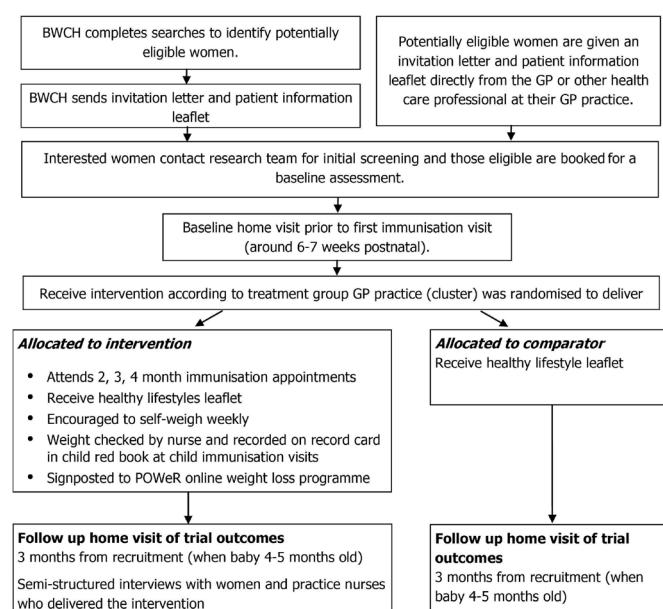 BWCH completes searches to identify potentially
eligible women.
Potentially eligible women are given an
invitation letter and patient information
leaflet directly from the GP or other health
care professional at their GP practice.
BWCH sends invitation letter and patient information
leaflet
Interested women contact research team for initial screening and those eligible are booked for a
baseline assessment.
Baseline home visit prior to first immunisation visit
(around 6-7 weeks postnatal).
Receive intervention according to treatment group GP practice (cluster) was randomised to deliver
Allocated to intervention
• Attends 2, 3, 4 month immunisation appointments
• Receive healthy lifestyles leaflet
• Encouraged to self-weigh weekly
• Weight checked by nurse and recorded on record card
in child red book at child immunisation visits
• Signposted to POWeR online weight loss programme
Allocated to comparator
Receive healthy lifestyle leaflet
Follow up home visit of trial outcomes
3 months from recruitment (when baby 4-5 months old)
Semi-structured interviews with women and practice nurses
who delivered the intervention
Follow up home visit of trial
outcomes
3 months from recruitment (when
baby 4-5 months old)